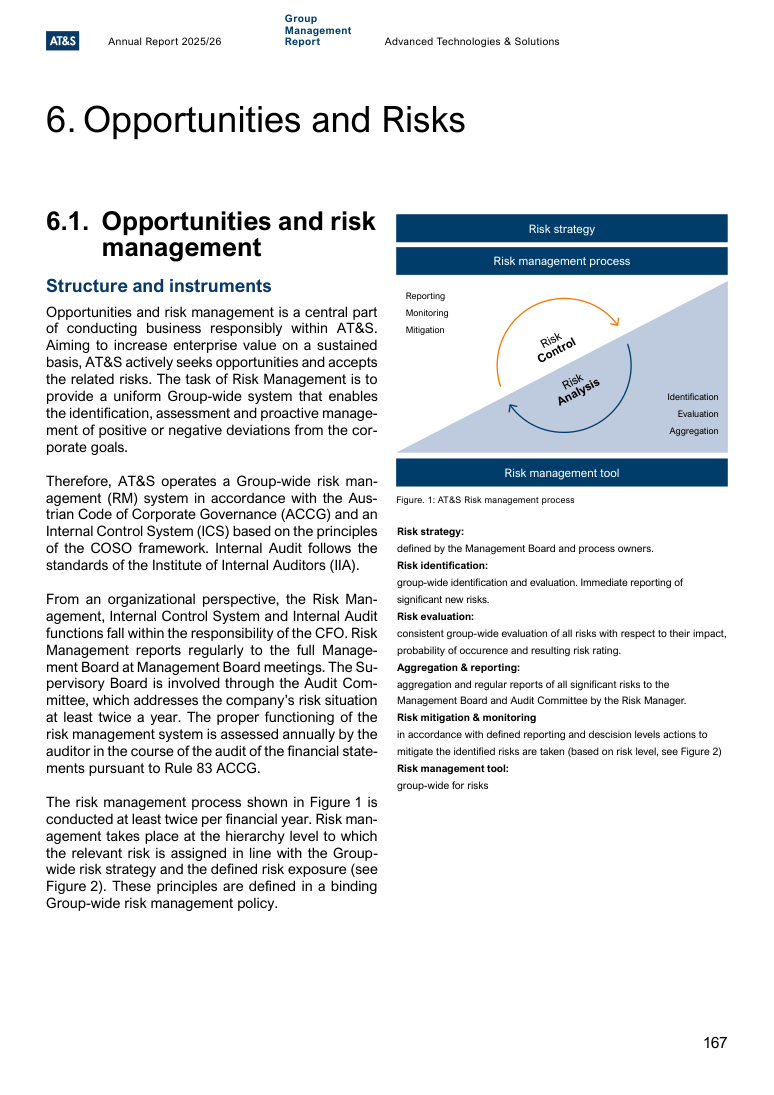 AT&S
Annual Report 2025/26
Group
Management
Report
Advanced Technologies & Solutions
6. Opportunities and Risks
6.1. Opportunities and risk
management
Structure and instruments
Opportunities and risk management is a central part
of conducting business responsibly within AT&S.
Aiming to increase enterprise value on a sustained
basis, AT&S actively seeks opportunities and accepts
the related risks. The task of Risk Management is to
provide a uniform Group-wide system that enables
the identification, assessment and proactive manage-
ment of positive or negative deviations from the cor-
porate goals.
Therefore, AT&S operates a Group-wide risk man-
agement (RM) system in accordance with the Aus-
trian Code of Corporate Governance (ACCG) and an
Internal Control System (ICS) based on the principles
of the COSO framework. Internal Audit follows the
standards of the Institute of Internal Auditors (IIA).
From an organizational perspective, the Risk Man-
agement, Internal Control System and Internal Audit
functions fall within the responsibility of the CFO. Risk
Management reports regularly to the full Manage-
ment Board at Management Board meetings. The Su-
pervisory Board is involved through the Audit Com-
mittee, which addresses the company's risk situation
at least twice a year. The proper functioning of the
risk management system is assessed annually by the
auditor in the course of the audit of the financial state-
ments pursuant to Rule 83 ACCG.
The risk management process shown in Figure 1 is
conducted at least twice per financial year. Risk man-
agement takes place at the hierarchy level to which
the relevant risk is assigned in line with the Group-
wide risk strategy and the defined risk exposure (see
Figure 2). These principles are defined in a binding
Group-wide risk management policy.
Risk strategy
Risk management process
Reporting
Monitoring
Mitigation
Risk
Control
Risk
Analysis
Identification
Evaluation
Aggregation
Risk management tool
Figure. 1: AT&S Risk management process
Risk strategy:
defined by the Management Board and process owners.
Risk identification:
group-wide identification and evaluation. Immediate reporting of
significant new risks.
Risk evaluation:
consistent group-wide evaluation of all risks with respect to their impact,
probability of occurence and resulting risk rating.
Aggregation & reporting:
aggregation and regular reports of all significant risks to the
Management Board and Audit Committee by the Risk Manager.
Risk mitigation & monitoring
in accordance with defined reporting and descision levels actions to
mitigate the identified risks are taken (based on risk level, see Figure 2)
Risk management tool:
group-wide for risks
167